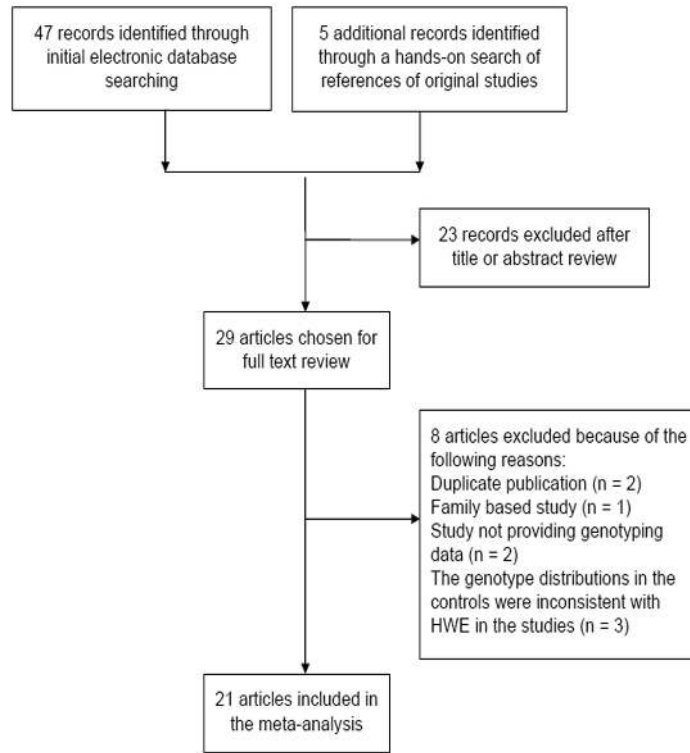 47 records identified through
initial electronic database
searching
5 additional records identified
through a hands-on search of
references of original studies
23 records excluded after
title or abstract review
29 articles chosen for
full text review
8 articles excluded because of the
following reasons:
Duplicate publication (n = 2)
Family based study (n = 1)
Study not providing genotyping
data (n = 2)
The genotype distributions in the
controls were inconsistent with
HWE in the studies (n = 3)
21 articles included in
the meta-analysis